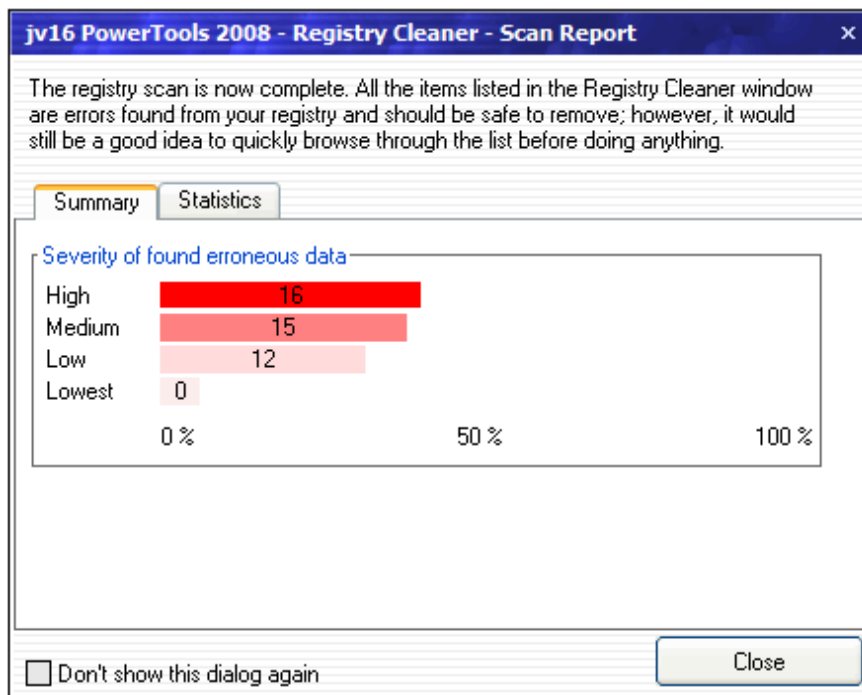 jv16 PowerTools 2008 - Registry Cleaner - Scan Report
The registry scan is now complete. All the items listed in the Registry Cleaner window
are errors found from your registry and should be safe to remove; however, it would
still be a good idea to quickly browse through the list before doing anything.
Summary Statistics
Severity of found erroneous data
High 16
Medium 15
Low 12
Lowest 0
0 % 50 % 100 %
Don't show this dialog again Close